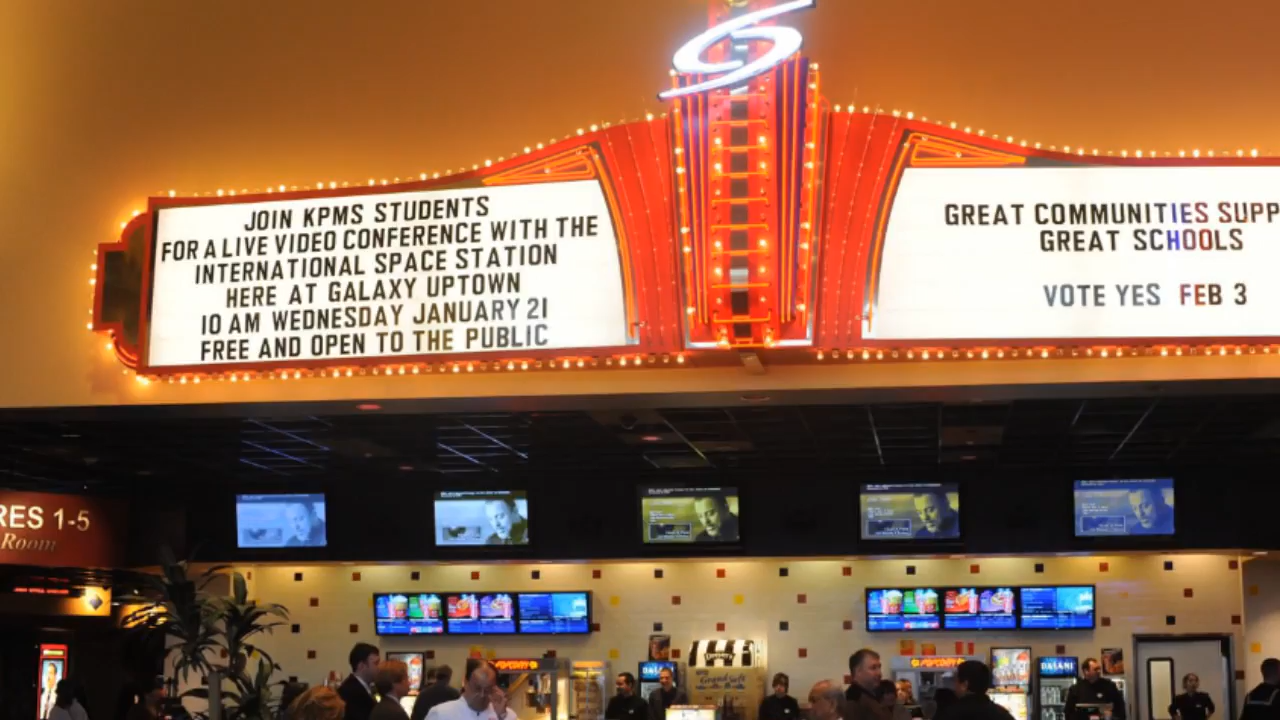 JOIN KPMS STUDENTS
FOR A LIVE VIDEO CONFERENCE WITH THE
INTERNATIONAL SPACE STATION
HERE AT GALAXY UPTOWN
10 AM WEDNESDAY JANUARY 21
FREE AND OPEN TO THE PUBLIC
GREAT COMMUNITIES SUPP
GREAT SCHOOLS
VOTE YES FEB 3
RES 1-5
Room
DASANI
DASANI